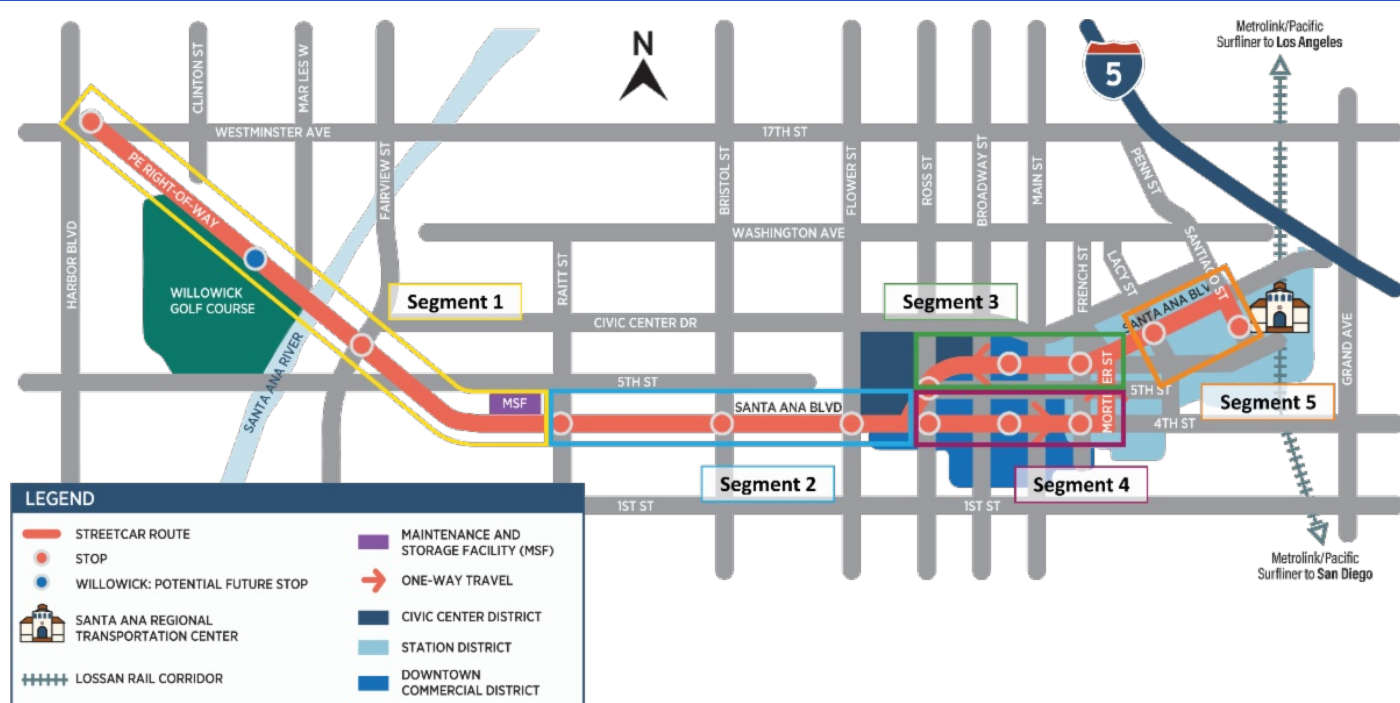 N
Metrolink/Pacific
Surfliner to Los Angeles
5
CLINTON ST
MAR LES W
WESTMINSTER AVE
17TH ST
PE RIGHT-OF-WAY
FAIRVIEW ST
BRISTOL ST
FLOWER ST
ROSS ST
BROADWAY ST
MAIN ST
PENN ST
HARBOR BLVD
WASHINGTON AVE
SANTIAGO ST
RAITT ST
FRENCH ST
LACY ST
WILLOWICK
GOLF COURSE
Segment 1
Segment 3
SANTA ANA BLV
CIVIC CENTER DR
SANTA ANA RIVER
GRAND AVE
5TH ST
MORT
ER ST
5TH ST
MSF
SANTA ANA BLVD
Segment 5
4TH ST
Segment 2
Segment 4
1ST ST
1ST ST
Metrolink/Pacific
Surfliner to San Diego
LEGEND
STREETCAR ROUTE
STOP
WILLOWICK: POTENTIAL FUTURE STOP
SANTA ANA REGIONAL
TRANSPORTATION CENTER
LOSSAN RAIL CORRIDOR
MAINTENANCE AND
STORAGE FACILITY (MSF)
ONE-WAY TRAVEL
CIVIC CENTER DISTRICT
STATION DISTRICT
DOWNTOWN
COMMERCIAL DISTRICT